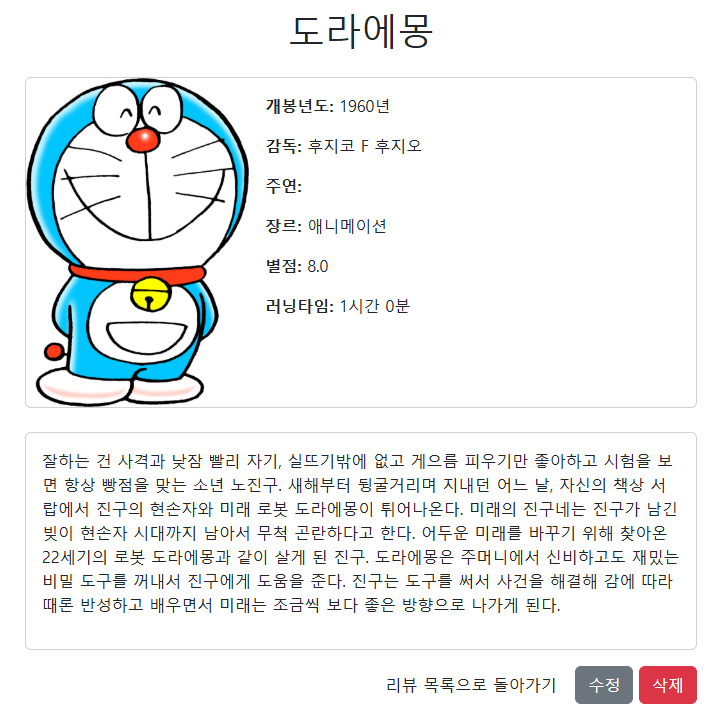 도라에몽
개봉년도: 1960년
감독: 후지코 F 후지오
주연:
장르: 애니메이션
별점: 8.0
러닝타임: 1시간 0분
잘하는 건 사격과 낮잠 빨리 자기, 실뜨기밖에 없고 게으름 피우기만 좋아하고 시험을 보
면 항상 빵점을 맞는 소년 노진구. 새해부터 뒹굴거리며 지내던 어느 날, 자신의 책상 서
랍에서 진구의 현손자와 미래 로봇 도라에몽이 튀어나온다. 미래의 진구네는 진구가 남긴
빚이 현손자 시대까지 남아서 무척 곤란하다고 한다. 어두운 미래를 바꾸기 위해 찾아온
22세기의 로봇 도라에몽과 같이 살게 된 진구. 도라에몽은 주머니에서 신비하고도 재밌는
비밀 도구를 꺼내서 진구에게 도움을 준다. 진구는 도구를 써서 사건을 해결해 감에 따라
때론 반성하고 배우면서 미래는 조금씩 보다 좋은 방향으로 나가게 된다.
리뷰 목록으로 돌아가기 수정 삭제